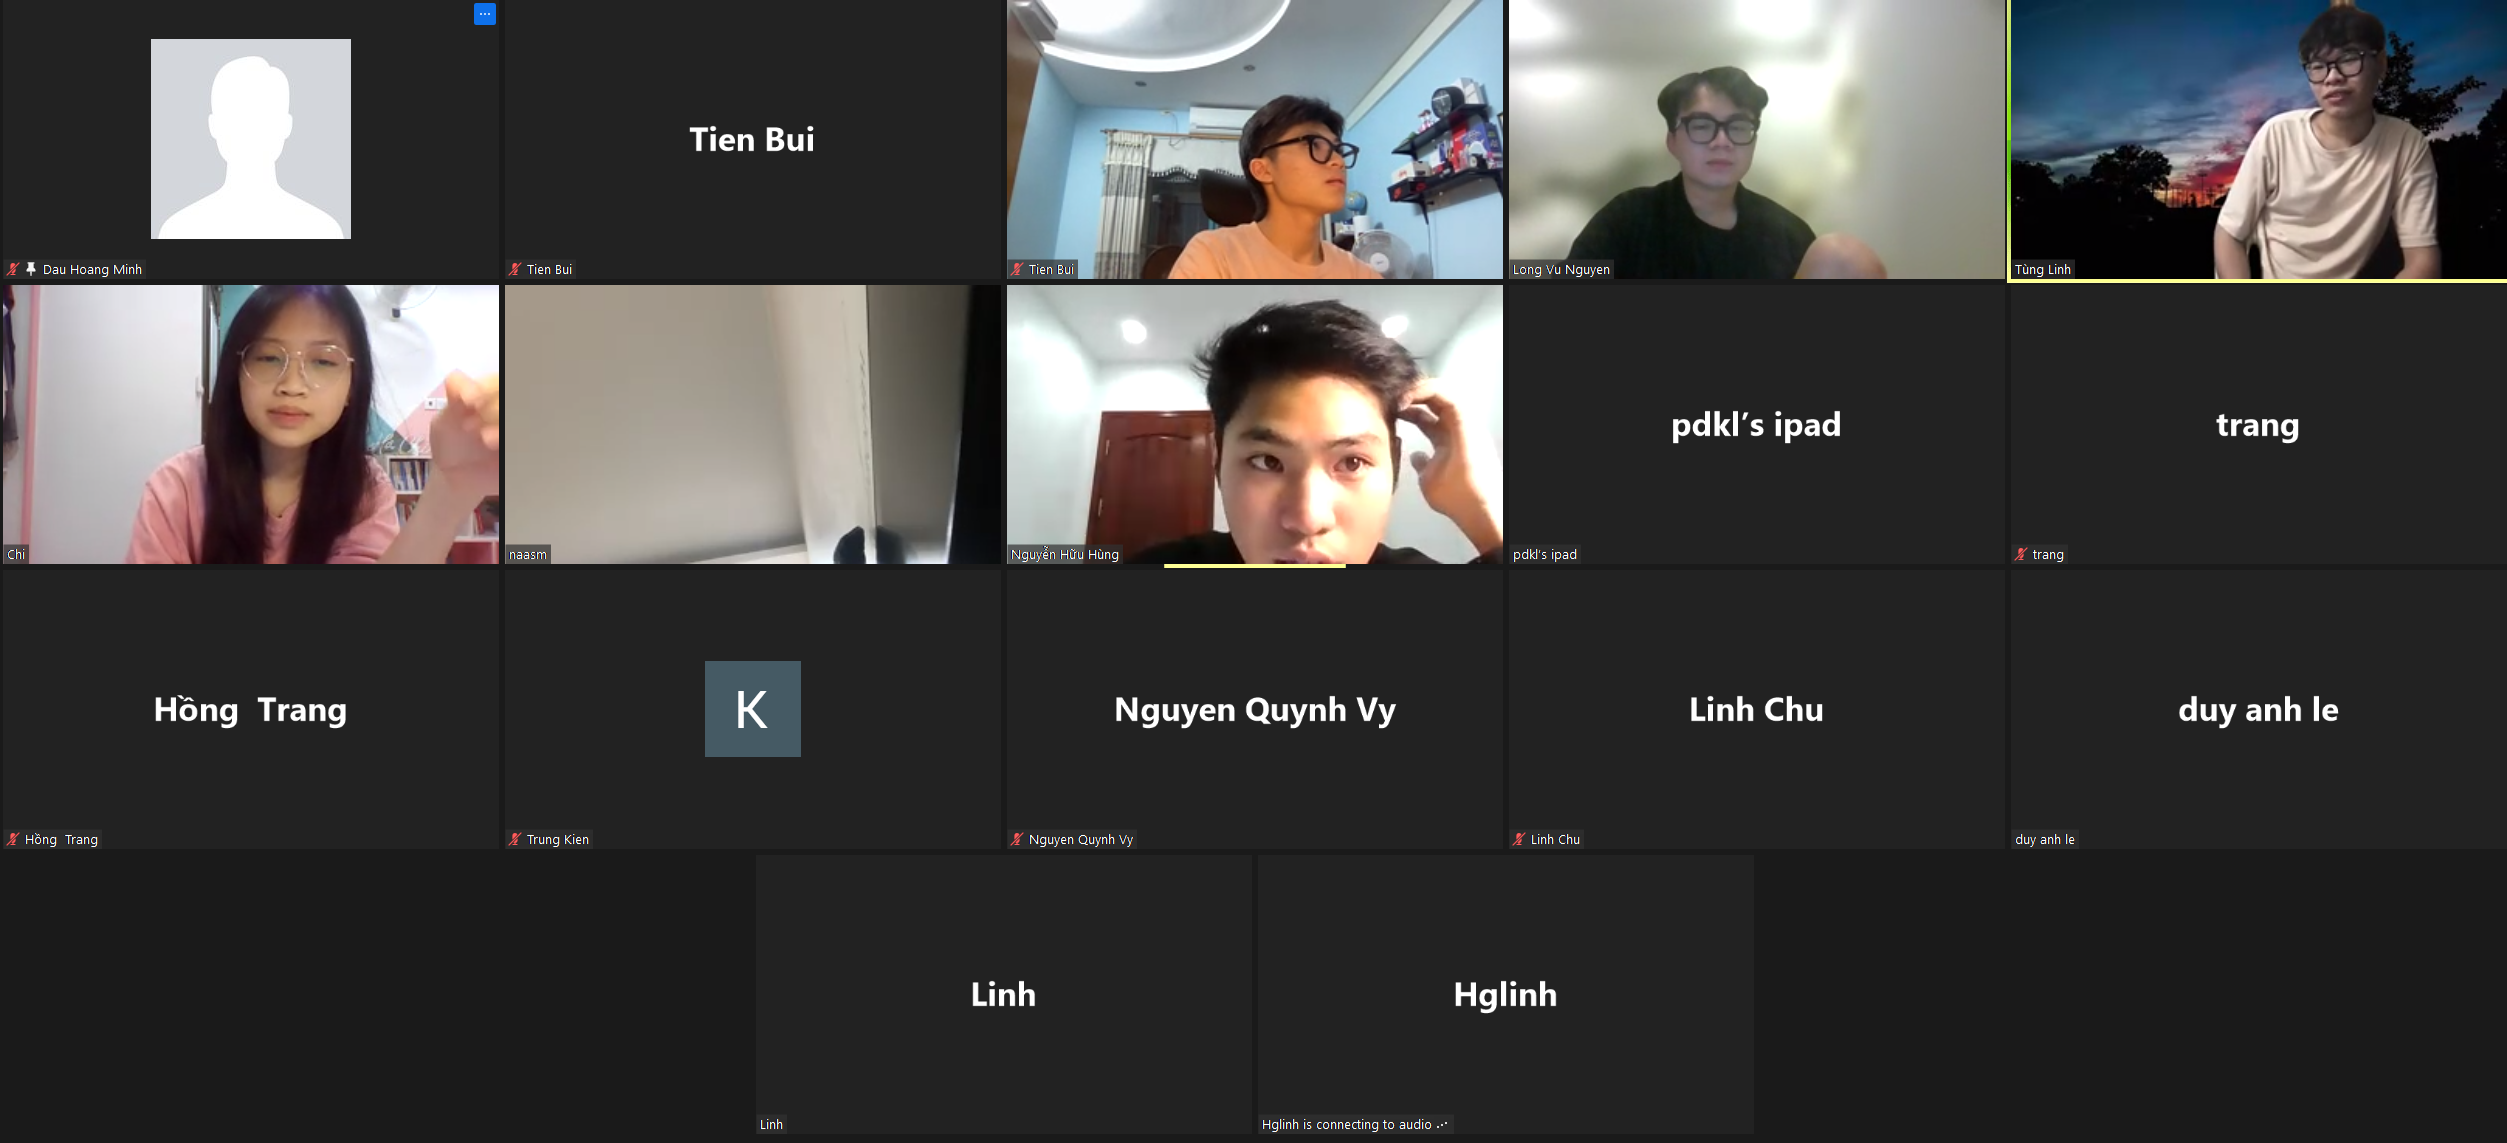 Dau Hoang Minh
Tien Bui
Tien Bui
Tien Bui
Long Vu Nguyen
Tùng Linh
Chi
naasm
Nguyễn Hữu Hùng
pdkl’s ipad
pdkl's ipad
trang
trang
Hồng Trang
Hồng Trang
K
Trung Kien
Nguyen Quynh Vy
Nguyen Quynh Vy
Linh Chu
Linh Chu
duy anh le
duy anh le
Linh
Linh
Hglinh
Hglinh is connecting to audio